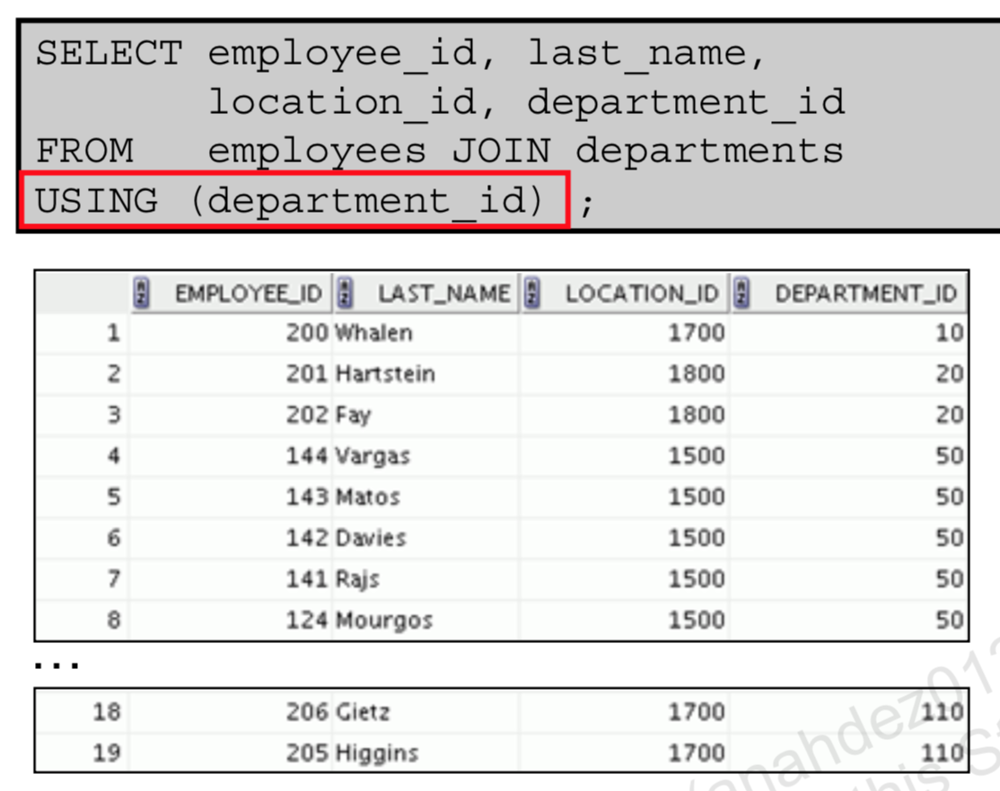 SELECT employee_id, last_name,
location_id, department_id
FROM employees JOIN departments
USING (department_id) ;
EMPLOYEE_ID LAST_NAME LOCATION_ID DEPARTMENT_ID
1 200 Whalen 1700 10
2 201 Hartstein 1800 20
3 202 Fay 1800 20
4 144 Vargas 1500 50
5 143 Matos 1500 50
6 142 Davies 1500 50
7 141 Rajs 1500 50
8 124 Mourgos 1500 50
...
18 206 Gietz 1700 110
19 205 Higgins 1700 110
this